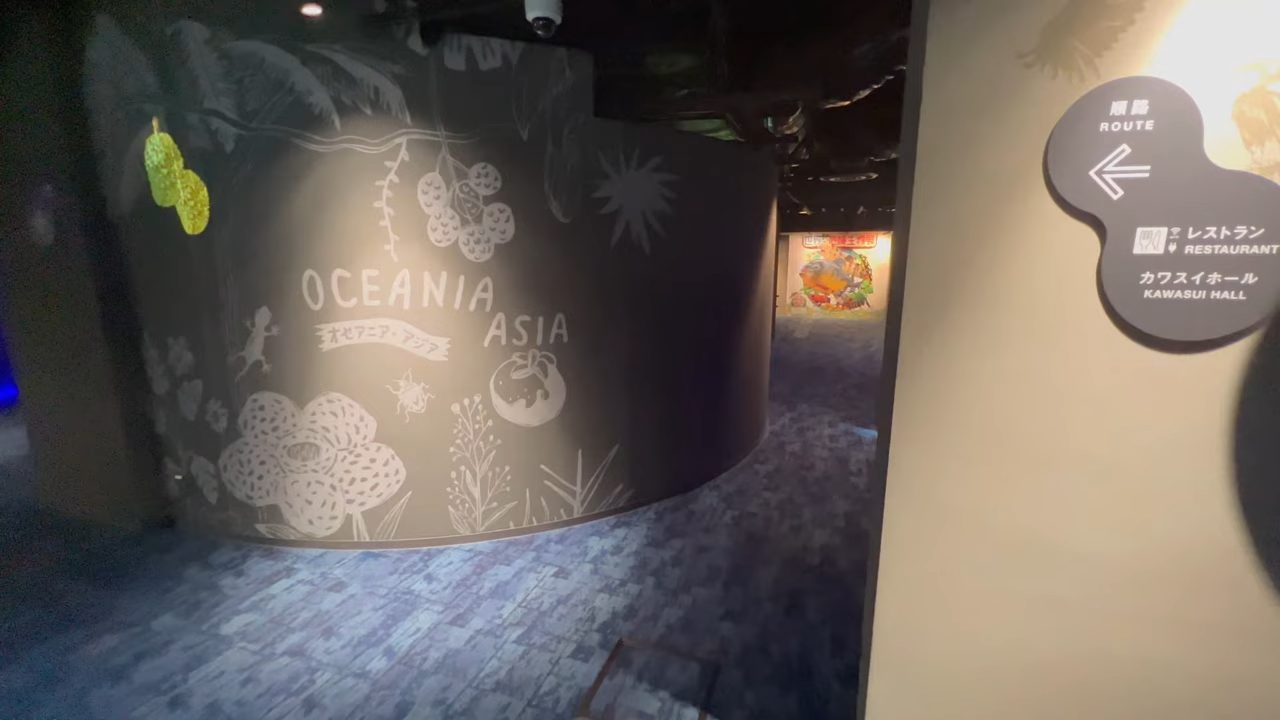 OCEANIA
オセアニア・アジア
ASIA
順路
ROUTE
レストラン
RESTAURANT
カワスイホール
KAWASUI HALL